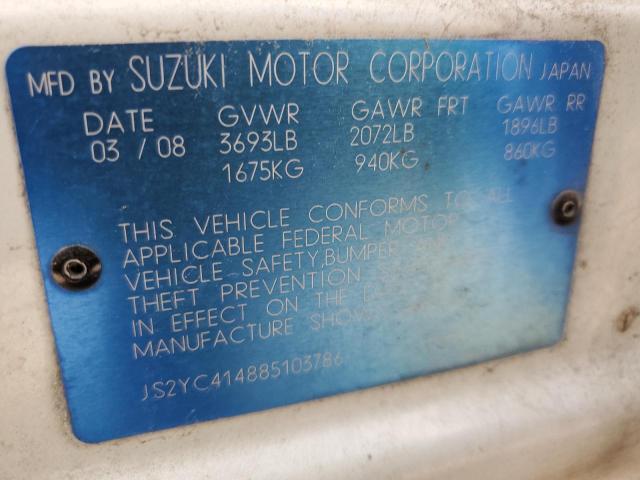 MFD BY SUZUKI MOTOR CORPORATION JAPAN
DATE GVWR GAWR FRT GAWR RR
03 / 08 3693LB 2072LB 1896LB
1675KG 940KG 860KG
THIS VEHICLE CONFORMS TO ALL
APPLICABLE FEDERAL MOTOR
VEHICLE SAFETY, BUMPER AND
THEFT PREVENTION
IN EFFECT ON THE
MANUFACTURE SHOWN
JS2YC414885103786